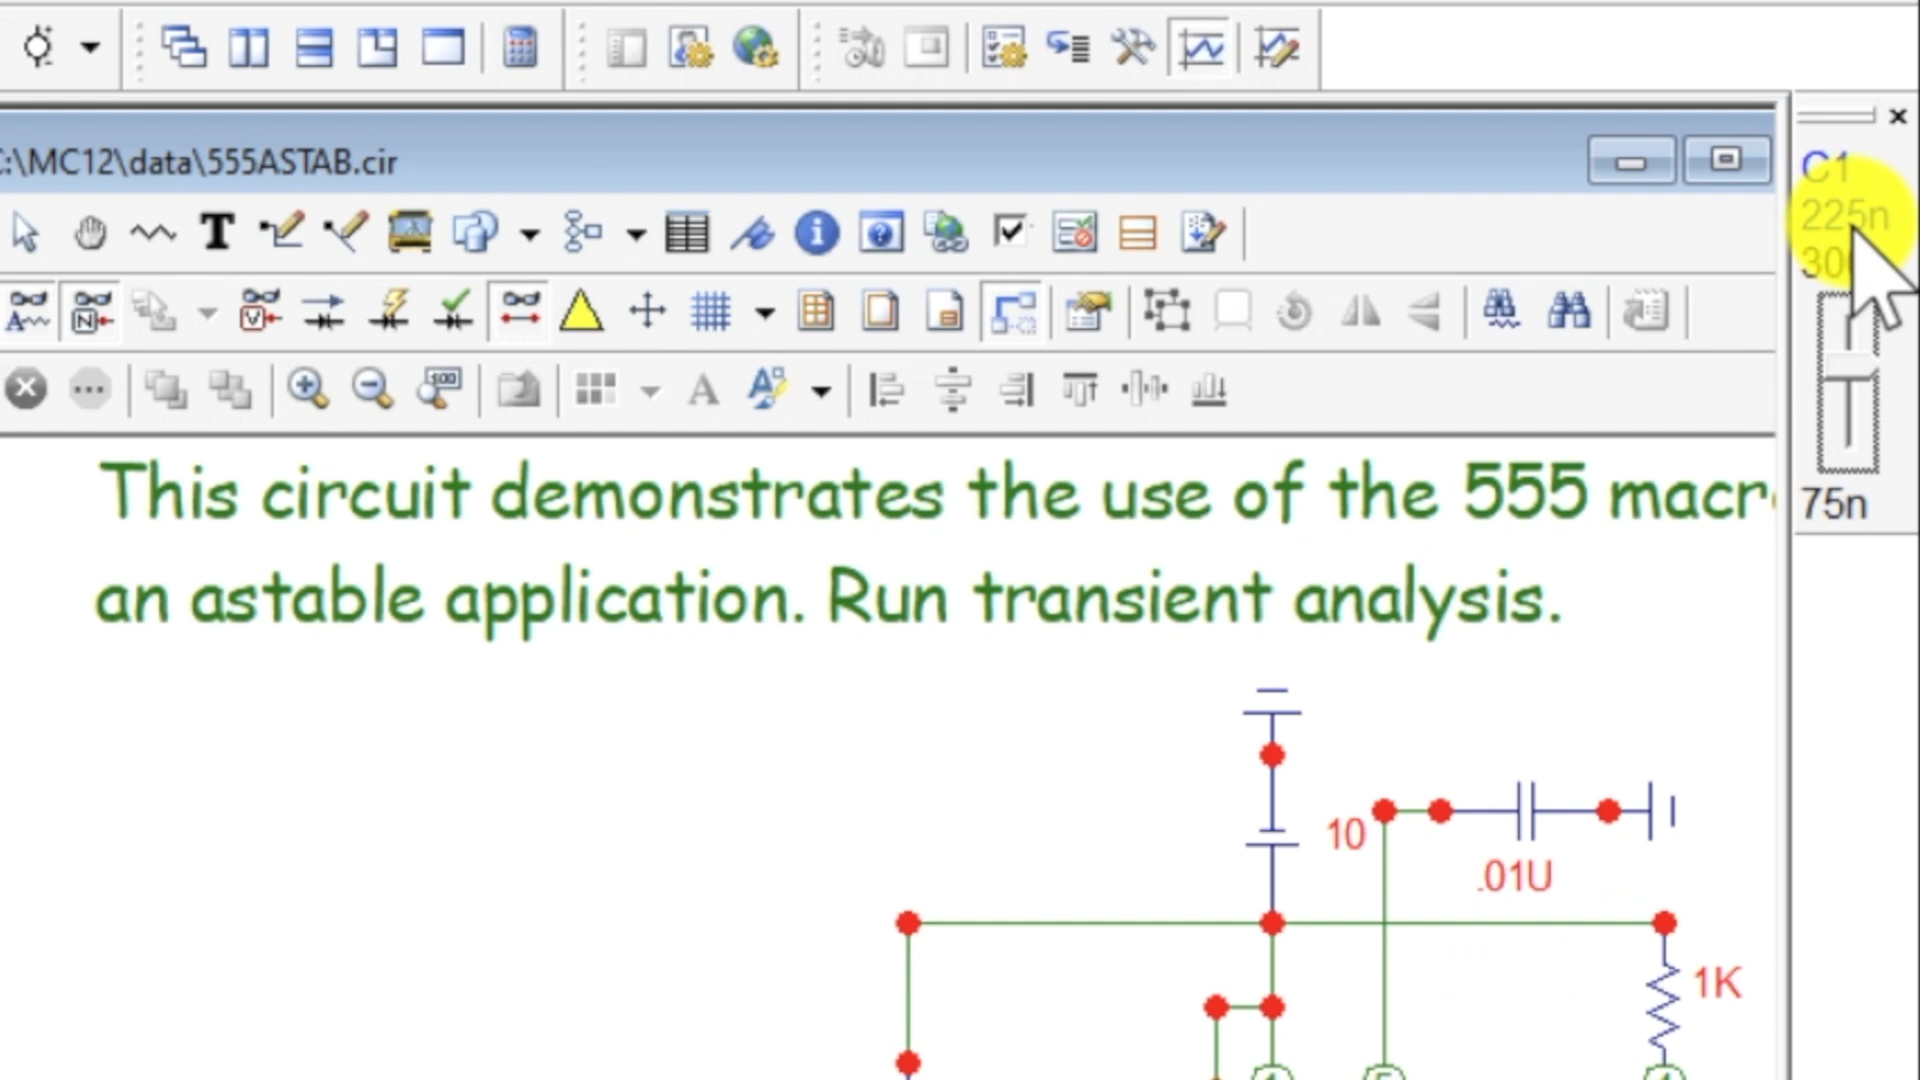 C:\MC12\data\555ASTAB.cir
C1
225n
75n
This circuit demonstrates the use of the 555
an astable application. Run transient analysis.
10
.01U
1K